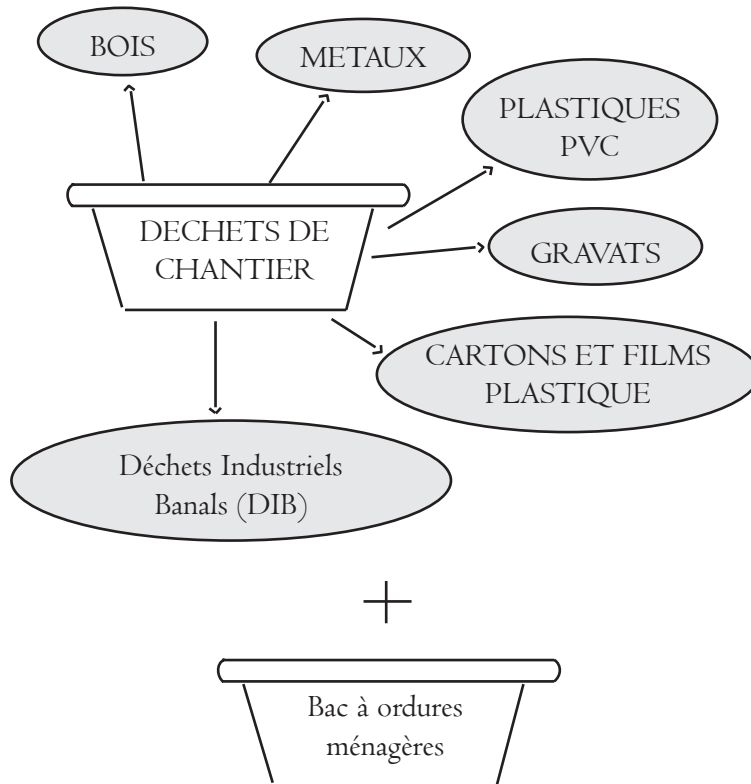 BOIS
METAUX
PLASTIQUES
PVC
DECHETS DE
CHANTIER
GRAVATS
CARTONS ET FILMS
PLASTIQUE
Déchets Industriels
Banals (DIB)
+
Bac à ordures
ménagères